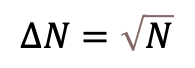 ΔN = √N